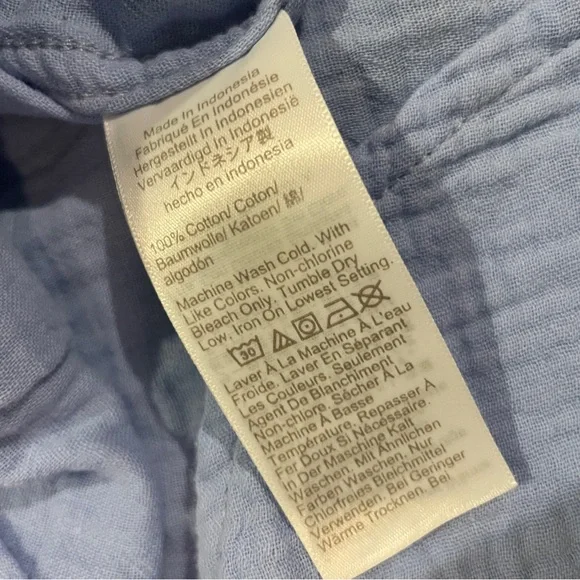 Made In Indonesia
Fabriqué En Indonésie
Hergestellt In Indonesien
Vervaardigd In Indonesië
インドネシア製
hecho en indonesia
100% Cotton/ Coton/
Baumwolle/ Katoen/ 綿/
algodón
Machine Wash Cold. With
Like Colors. Non-chlorine
Bleach Only. Tumble Dry
Low. Iron On Lowest Setting.
30
Laver À La Machine À L'eau
Froide. Laver En Séparant
Les Couleurs. Seulement
Agent De Blanchiment
Non-chlore. Sécher À La
Machine À Basse
Température. Repasser À
Fer Doux Si Nécessaire.
In Der Maschine Kalt
Waschen. Mit Ähnlichen
Farben Waschen. Nur
Chlorfreies Bleichmittel
Verwenden. Bei Geringer
Wärme Trocknen. Bei